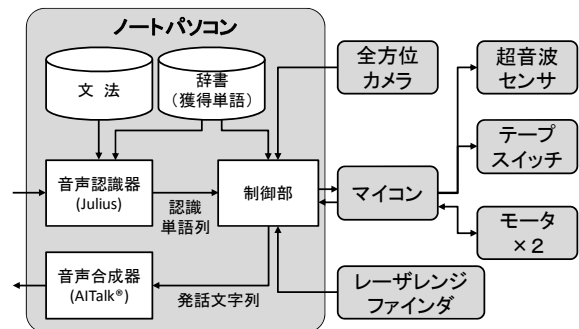 ノートパソコン
文 法
辞書
(獲得単語)
全方位
カメラ
超音波
センサ
テープ
スイッチ
音声認識器
(Julius)
認識
単語列
制御部
マイコン
モータ
×2
音声合成器
(AITalk®)
発話文字列
レーザレンジ
ファインダ